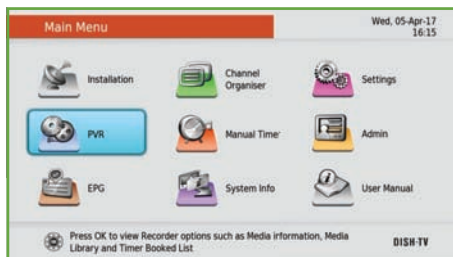 Main Menu
Wed, 05-Apr-17
16:15
Installation
Channel
Organiser
Settings
PVR
Manual Timer
Admin
EPG
System Info
User Manual
Press OK to view Recorder options such as Media information, Media
Library and Timer Booked List
DISH-TV